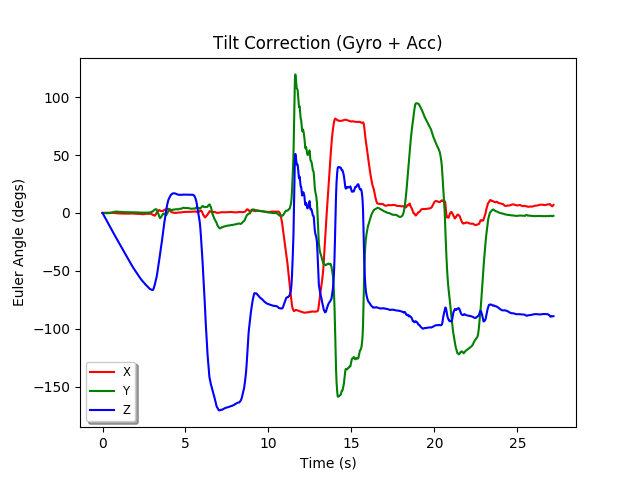 Tilt Correction (Gyro + Acc)
Euler Angle (degs)
100
50
0
−50
−100
−150
X
Y
Z
0 5 10 15 20 25
Time (s)